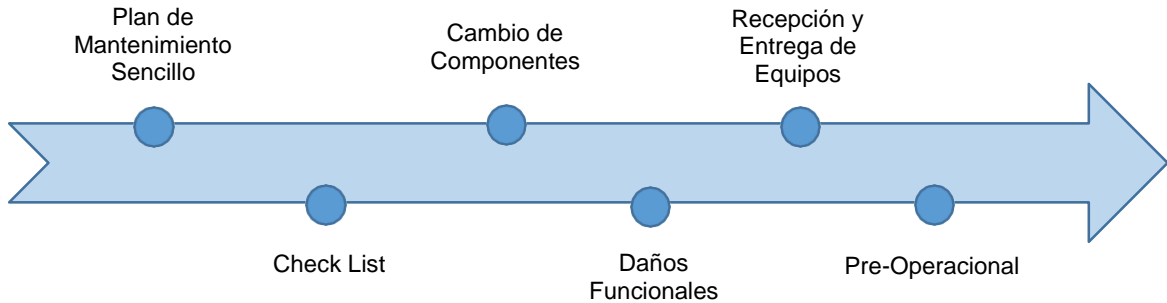 Plan de
Mantenimiento
Sencillo
Cambio de
Componentes
Recepción y
Entrega de
Equipos
Check List
Daños
Funcionales
Pre-Operacional